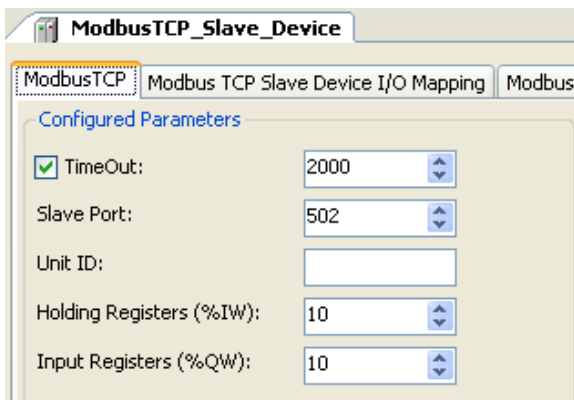 ModbusTCP_Slave_Device
ModbusTCP Modbus TCP Slave Device I/O Mapping Modbus
Configured Parameters
TimeOut: 2000
Slave Port: 502
Unit ID:
Holding Registers (%IW): 10
Input Registers (%QW): 10